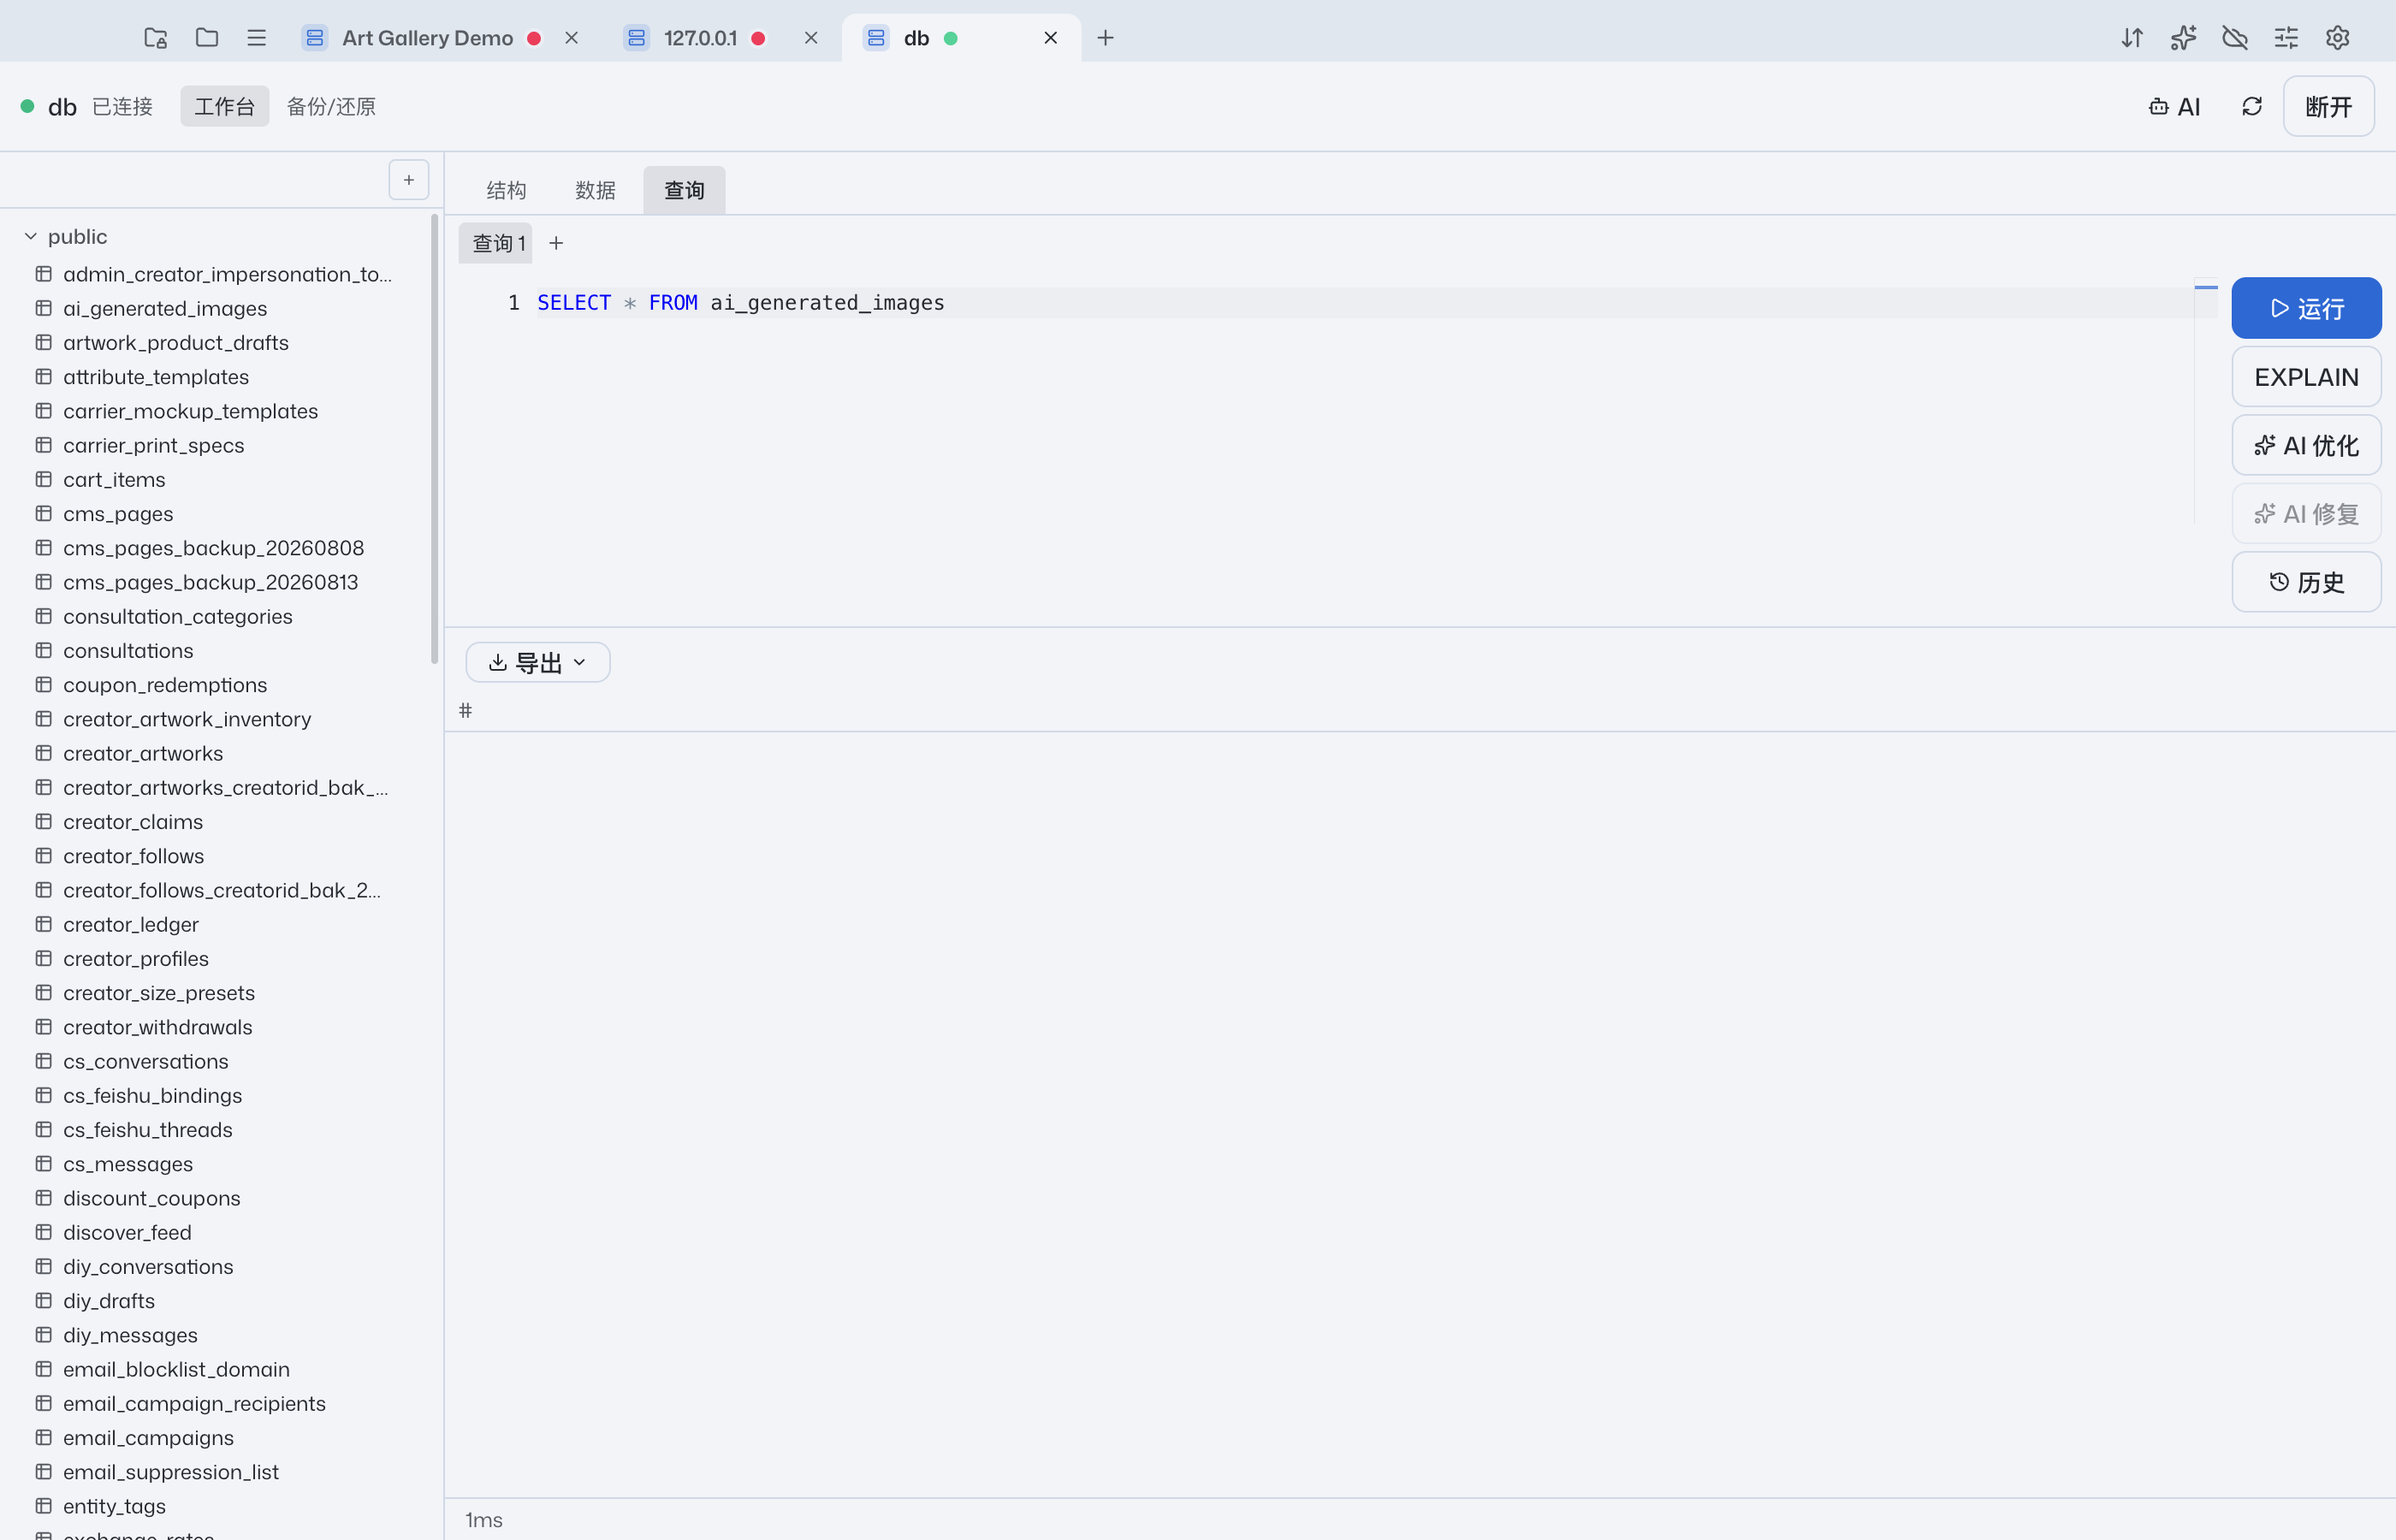 Art Gallery Demo
127.0.0.1
db
db 已连接 工作台 备份/还原
AI 断开
+
结构 数据 查询
public
查询 1 +
admin_creator_impersonation_to...
ai_generated_images
artwork_product_drafts
attribute_templates
carrier_mockup_templates
carrier_print_specs
cart_items
cms_pages
cms_pages_backup_20260808
cms_pages_backup_20260813
consultation_categories
consultations
coupon_redemptions
creator_artwork_inventory
creator_artworks
creator_artworks_creatorid_bak_...
creator_claims
creator_follows
creator_follows_creatorid_bak_2...
creator_ledger
creator_profiles
creator_size_presets
creator_withdrawals
cs_conversations
cs_feishu_bindings
cs_feishu_threads
cs_messages
discount_coupons
discover_feed
diy_conversations
diy_drafts
diy_messages
email_blocklist_domain
email_campaign_recipients
email_campaigns
email_suppression_list
entity_tags
exchange_rates
1 SELECT * FROM ai_generated_images
运行
EXPLAIN
AI 优化
AI 修复
历史
导出
#
1ms